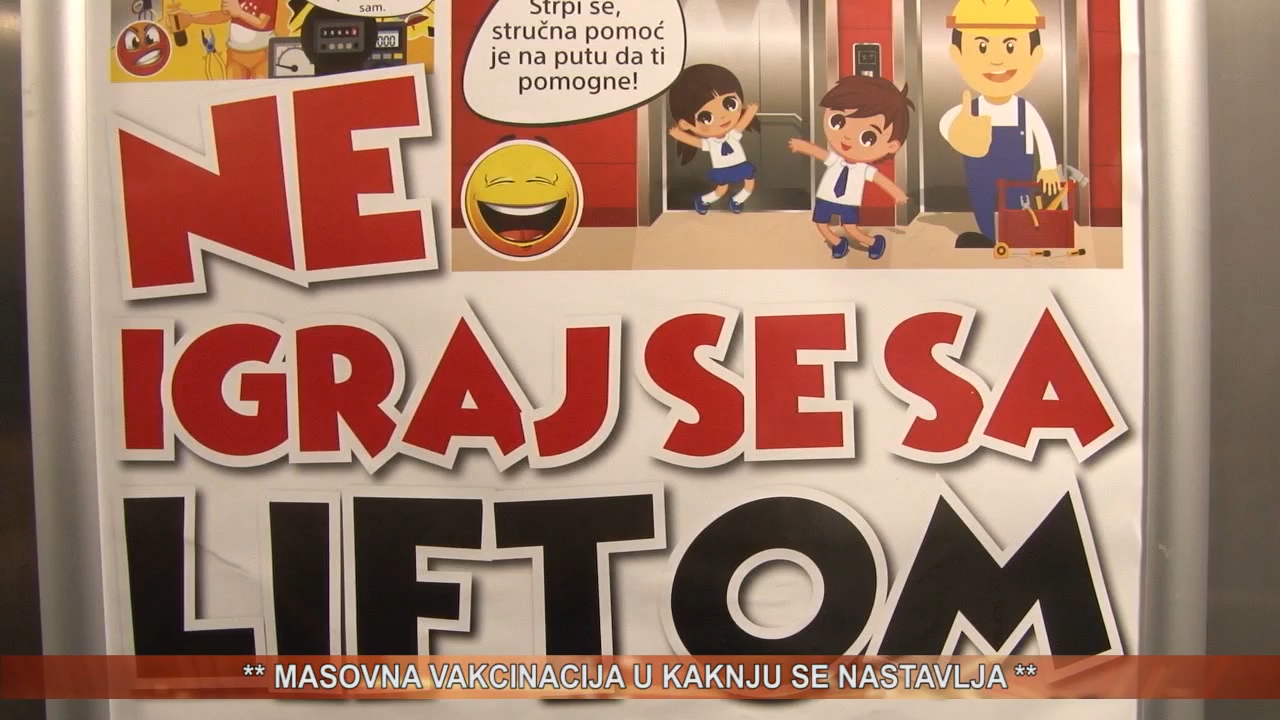 sam.
Strpi se,
stručna pomoć
je na putu da ti
pomogne!
NE
IGRAJ SE SA
LIFTOM
** MASOVNA VAKCINACIJA U KAKNJU SE NASTAVLJA **